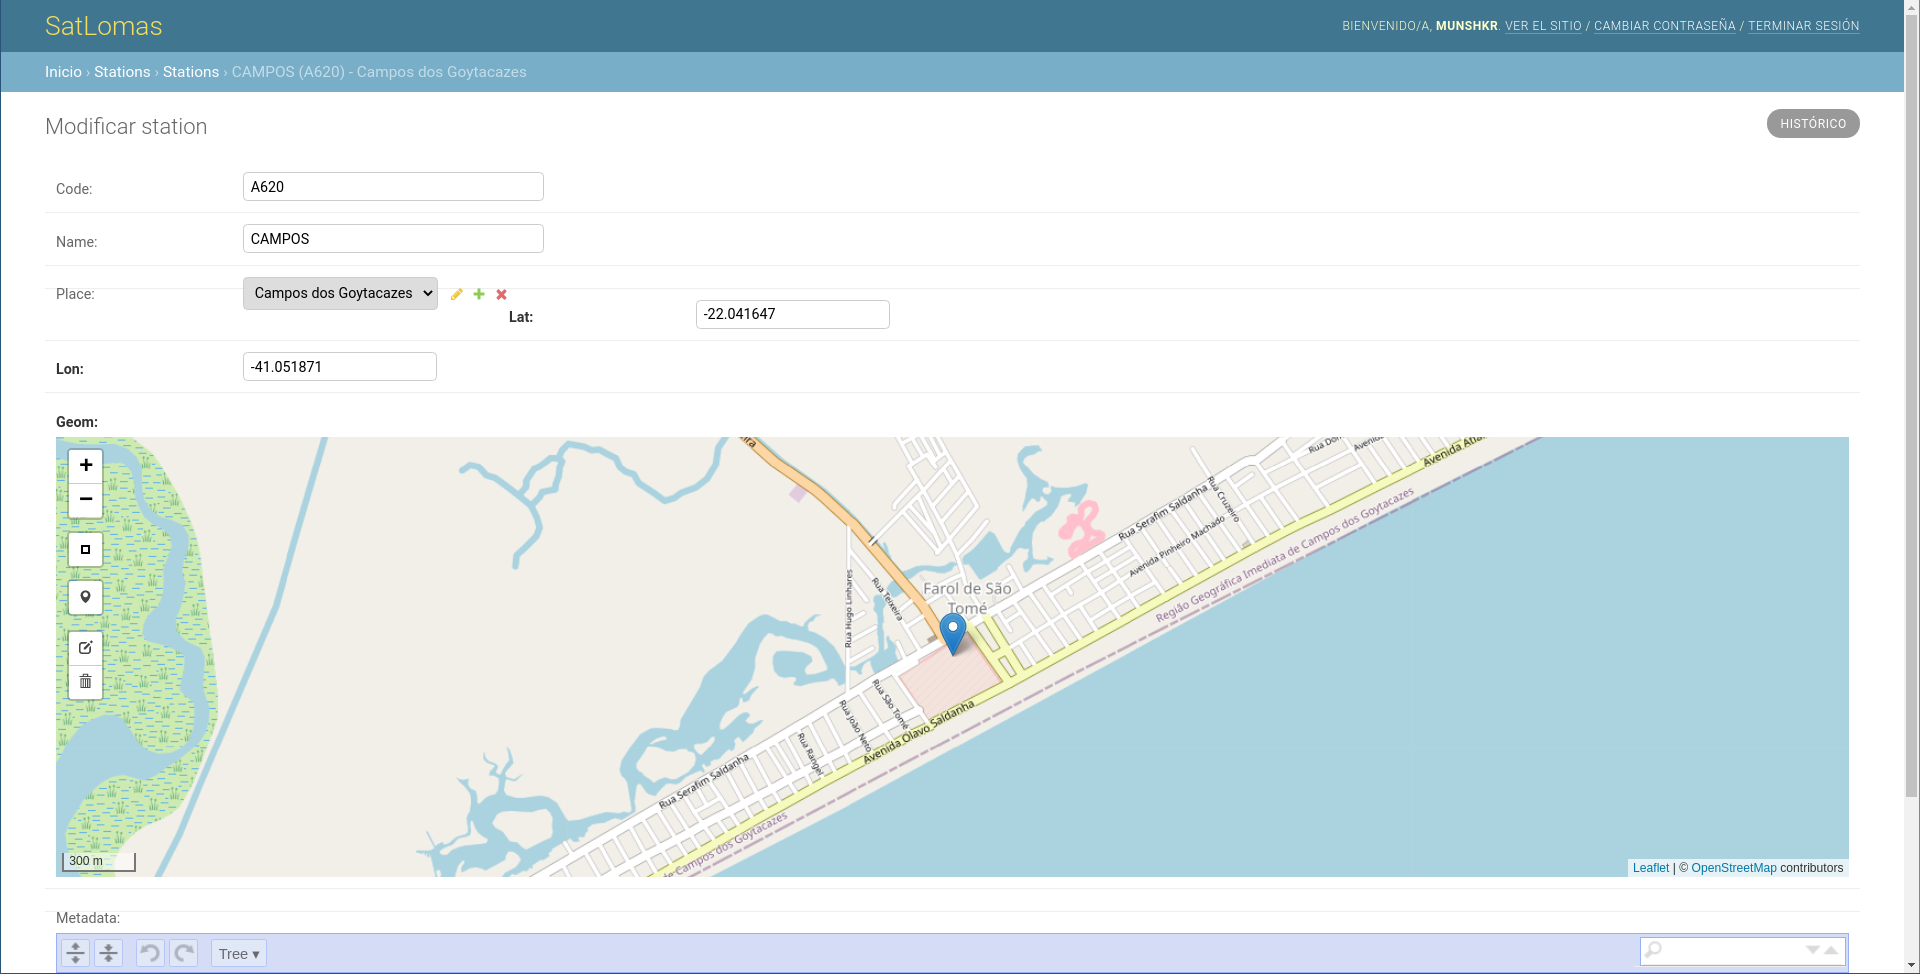 SatLomas
BIENVENIDO/A, MUNSHKR. VER EL SITIO / CAMBIAR CONTRASEÑA / TERMINAR SESIÓN
Inicio › Stations › Stations › CAMPOS (A620) - Campos dos Goytacazes
Modificar station
HISTÓRICO
Code:
A620
Name:
CAMPOS
Place:
Campos dos Goytacazes
Lat:
-22.041647
Lon:
-41.051871
Geom:
+
−
Rua Cruzeiro
Rua Serafim Saldanha
Avenida Pinheiro Machado
Região Geográfica Imediata de Campos dos Goytacazes
Rua Hugo Linhares
Rua Teixeira
Farol de São
Tomé
Rua São Tomé
Rua João Neto
Rua Rangel
Avenida Olavo Saldanha
Rua Serafim Saldanha
de Campos dos Goytacazes
300 m
Leaflet | © OpenStreetMap contributors
Metadata:
Tree ▾